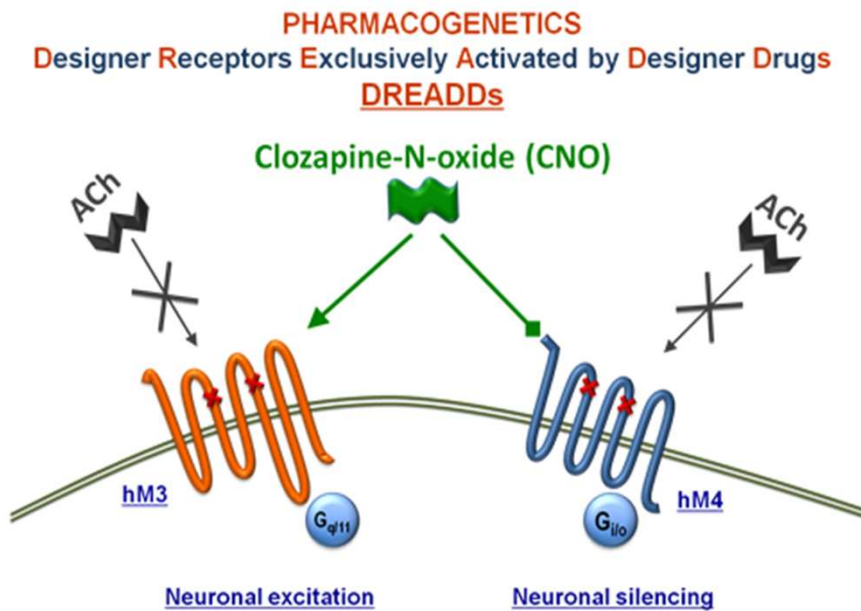 PHARMACOGENETICS
Designer Receptors Exclusively Activated by Designer Drugs
DREADDs
Clozapine-N-oxide (CNO)
ACh
ACh
hM3
Gq/11
Gi/o
hM4
Neuronal excitation
Neuronal silencing